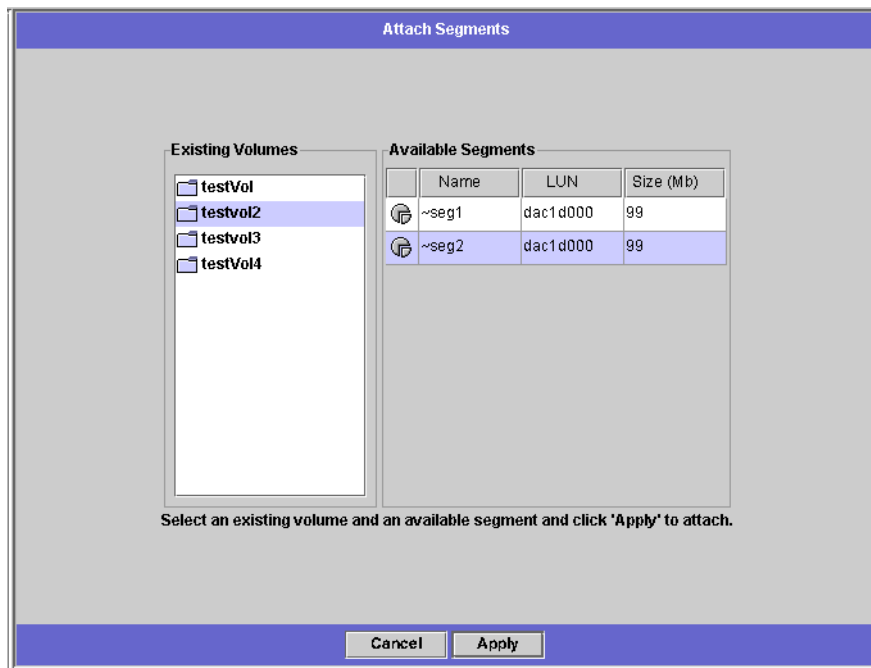 Attach Segments
Existing Volumes
testVol
testvol2
testvol3
testVol4
Available Segments
Name LUN Size (Mb)
~seg1 dac1d000 99
~seg2 dac1d000 99
Select an existing volume and an available segment and click 'Apply' to attach.
Cancel Apply